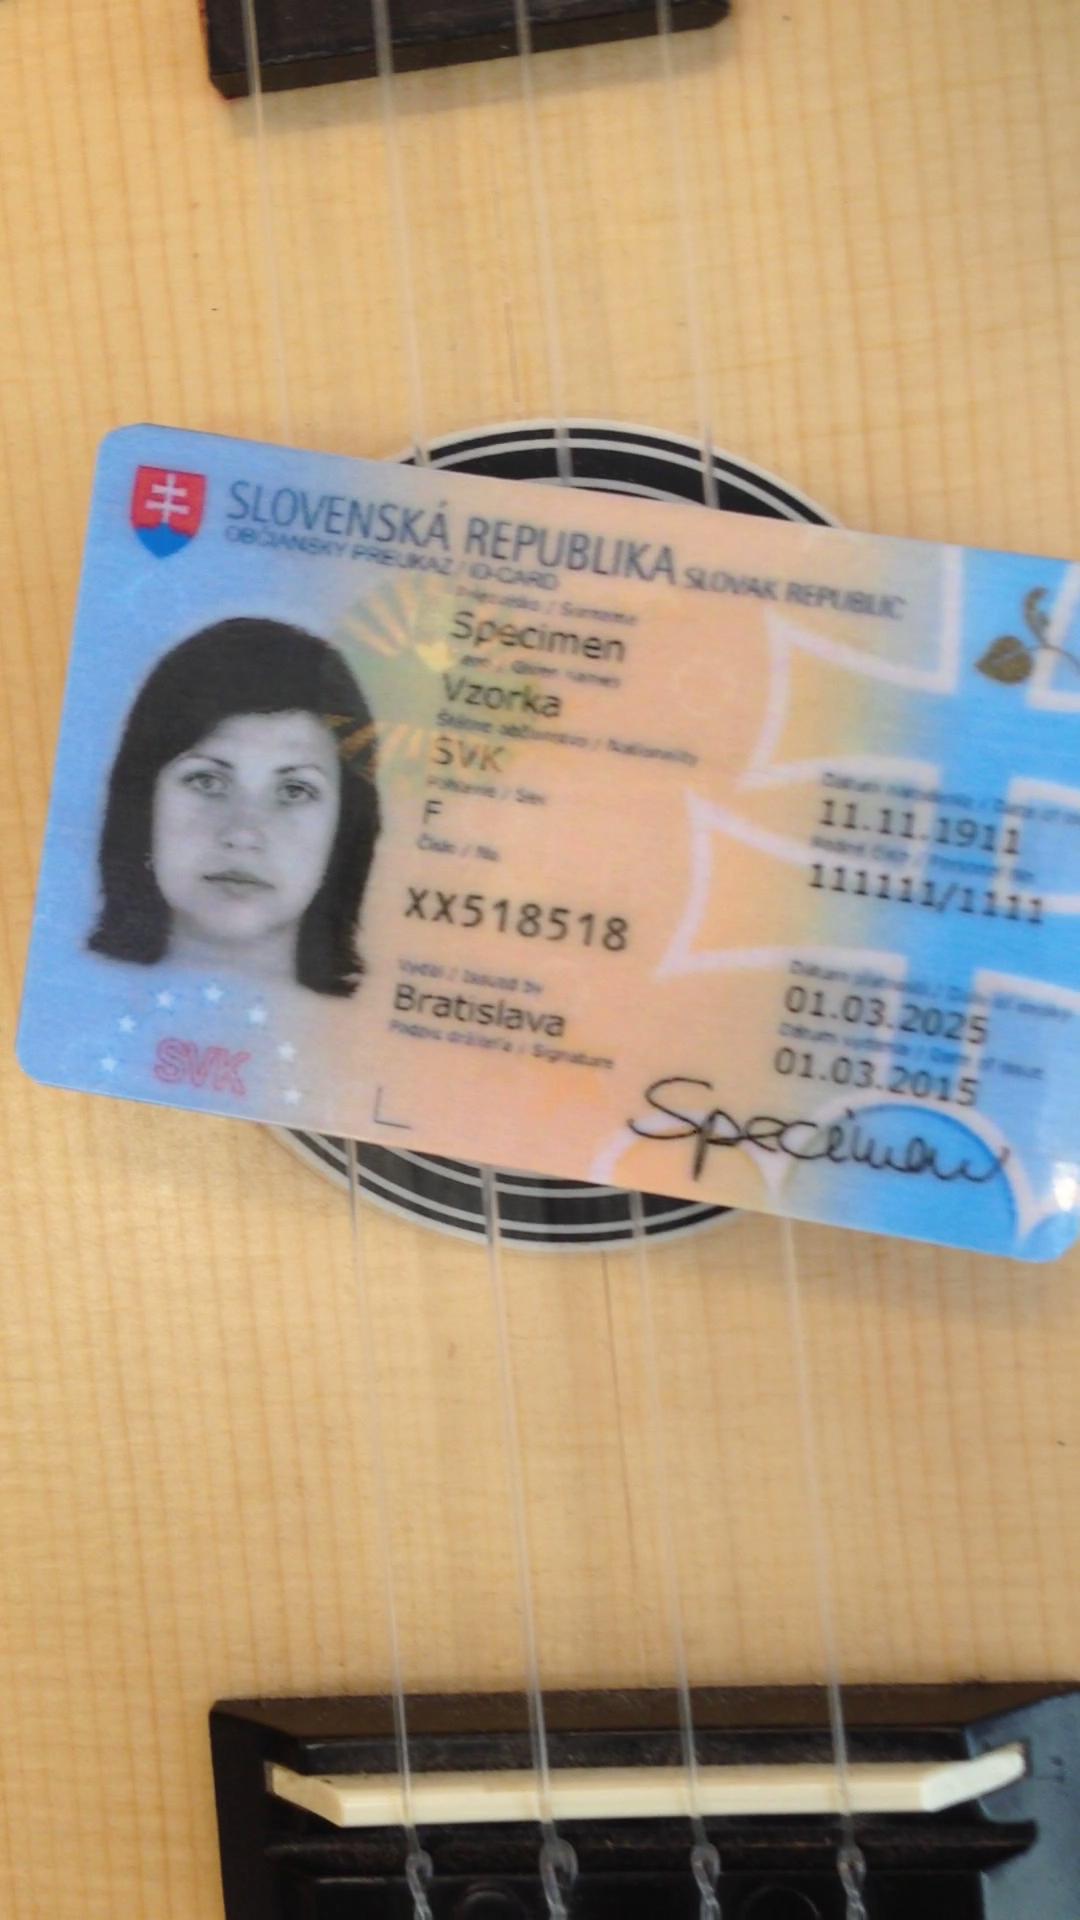 SLOVENSKÁ REPUBLIKA SLOVAK REPUBLIC
OBČIANSKY PREUKAZ / ID-CARD
Priezvisko / Surname
Specimen
Given names
Vzorka
Štátne občianstvo / Nationality
SVK
Pohlavie / Sex
F
Číslo / No
XX518518
Vydal / Issued by
Bratislava
Podpis držiteľa / Signature
Dátum narodenia / Date of
11.11.1911
Rodné číslo / Personal No
111111/1111
Dátum platnosti / Date of expiry
01.03.2025
Dátum vydania / Date of issue
01.03.2015
Specimen
SVK